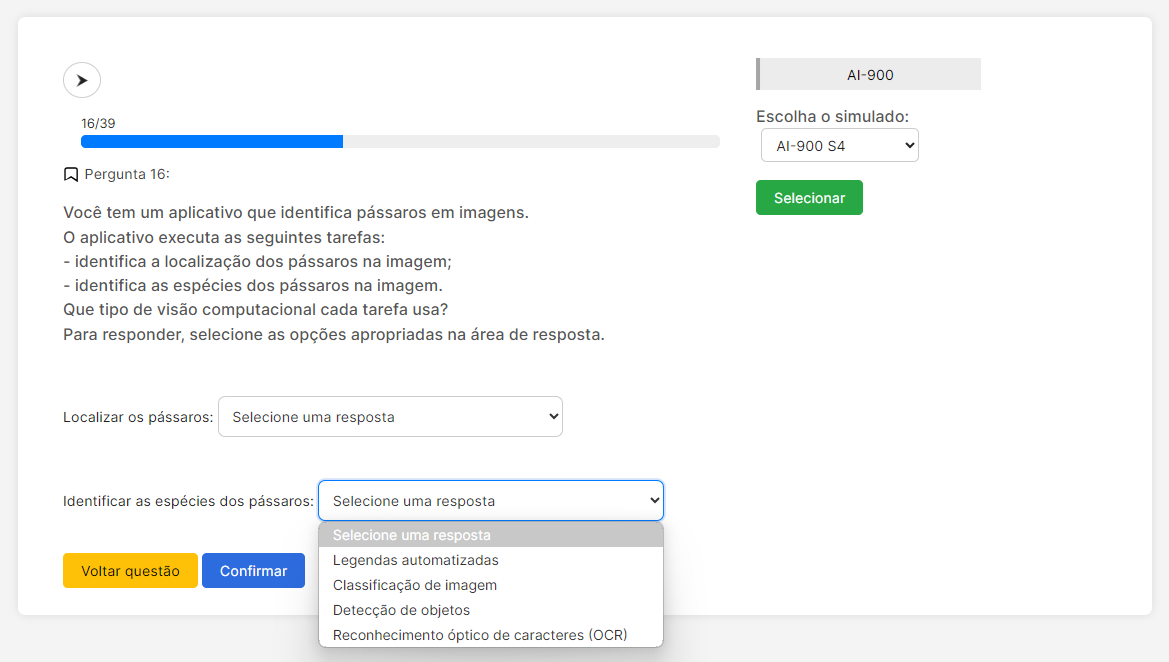 16/39
Pergunta 16:
Você tem um aplicativo que identifica pássaros em imagens.
O aplicativo executa as seguintes tarefas:
- identifica a localização dos pássaros na imagem;
- identifica as espécies dos pássaros na imagem.
Que tipo de visão computacional cada tarefa usa?
Para responder, selecione as opções apropriadas na área de resposta.
Localizar os pássaros: Selecione uma resposta
Identificar as espécies dos pássaros: Selecione uma resposta
Selecione uma resposta
Legendas automatizadas
Classificação de imagem
Detecção de objetos
Reconhecimento óptico de caracteres (OCR)
Voltar questão Confirmar
AI-900
Escolha o simulado:
AI-900 S4
Selecionar